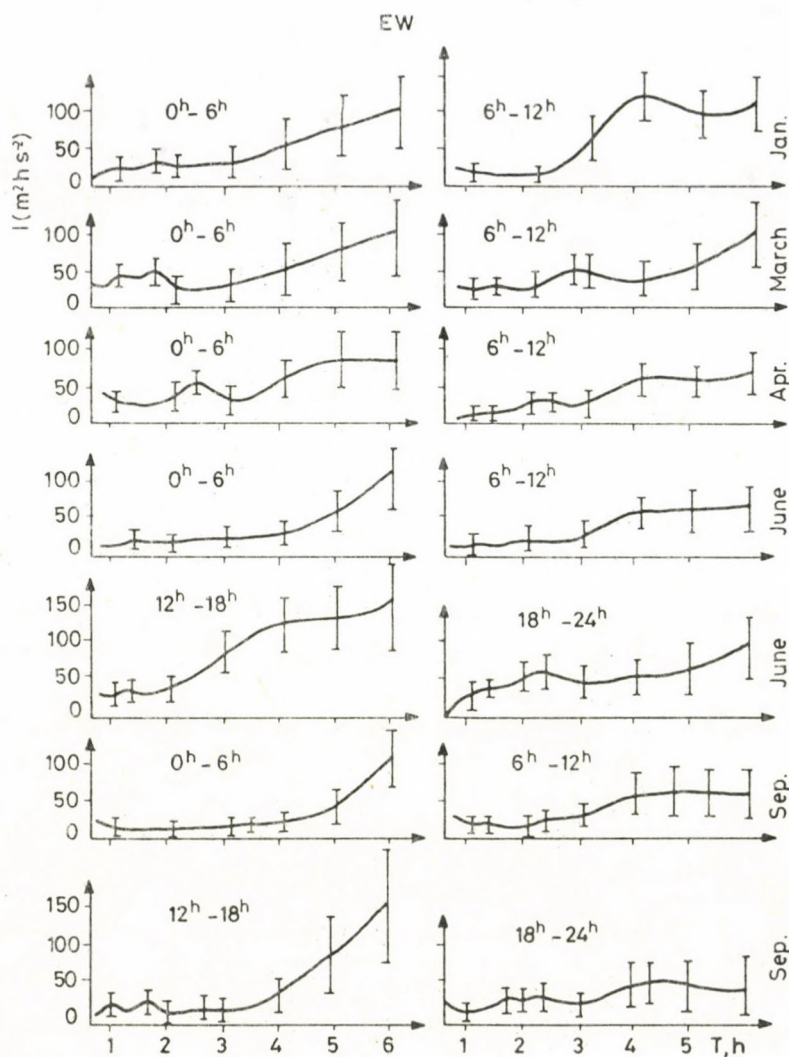 EW
I (m²h s⁻²)
100
50
0
0ʰ - 6ʰ
6ʰ - 12ʰ
Jan.
100
50
0
0ʰ - 6ʰ
6ʰ - 12ʰ
March
100
50
0
0ʰ - 6ʰ
6ʰ - 12ʰ
Apr.
100
50
0
0ʰ - 6ʰ
6ʰ - 12ʰ
June
150
100
50
0
12ʰ - 18ʰ
18ʰ - 24ʰ
June
100
50
0
0ʰ - 6ʰ
6ʰ - 12ʰ
Sep.
150
100
50
0
12ʰ - 18ʰ
18ʰ - 24ʰ
Sep.
1 2 3 4 5 6
1 2 3 4 5 T, h